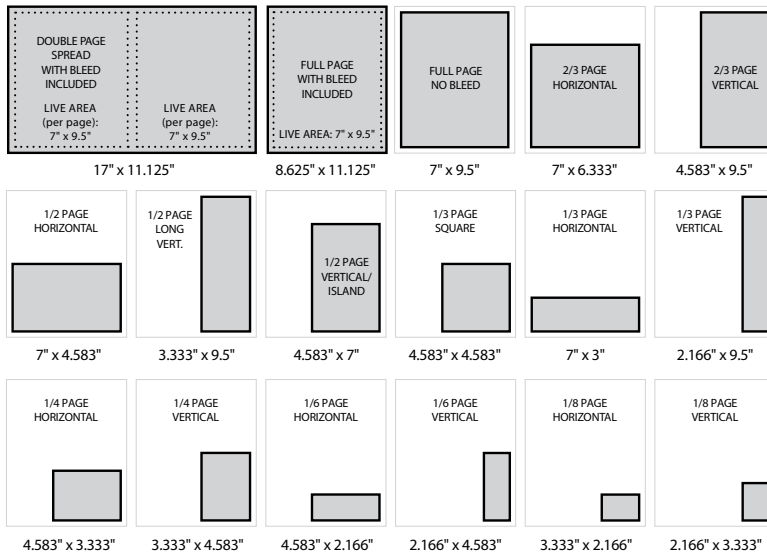 DOUBLE PAGE
SPREAD
WITH BLEED
INCLUDED
LIVE AREA
(per page):
7" x 9.5"
LIVE AREA
(per page):
7" x 9.5"
17" x 11.125"
FULL PAGE
WITH BLEED
INCLUDED
LIVE AREA: 7" x 9.5"
8.625" x 11.125"
FULL PAGE
NO BLEED
7" x 9.5"
2/3 PAGE
HORIZONTAL
7" x 6.333"
2/3 PAGE
VERTICAL
4.583" x 9.5"
1/2 PAGE
HORIZONTAL
7" x 4.583"
1/2 PAGE
LONG
VERT.
3.333" x 9.5"
1/2 PAGE
VERTICAL/
ISLAND
4.583" x 7"
1/3 PAGE
SQUARE
4.583" x 4.583"
1/3 PAGE
HORIZONTAL
7" x 3"
1/3 PAGE
VERTICAL
2.166" x 9.5"
1/4 PAGE
HORIZONTAL
4.583" x 3.333"
1/4 PAGE
VERTICAL
3.333" x 4.583"
1/6 PAGE
HORIZONTAL
4.583" x 2.166"
1/6 PAGE
VERTICAL
2.166" x 4.583"
1/8 PAGE
HORIZONTAL
3.333" x 2.166"
1/8 PAGE
VERTICAL
2.166" x 3.333"